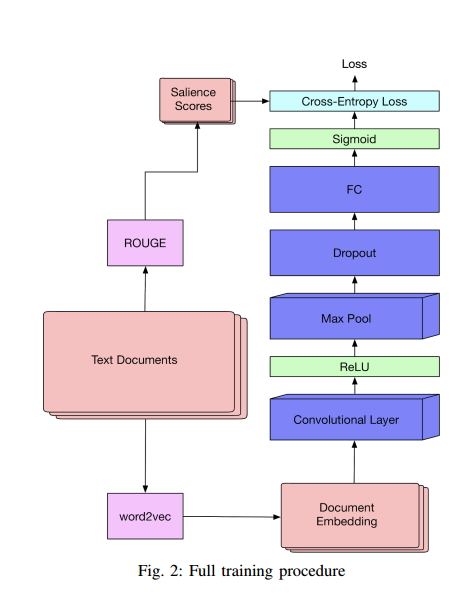 Loss
Salience
Scores
Cross-Entropy Loss
Sigmoid
FC
ROUGE
Dropout
Max Pool
Text Documents
ReLU
Convolutional Layer
word2vec
Document
Embedding
Fig. 2: Full training procedure